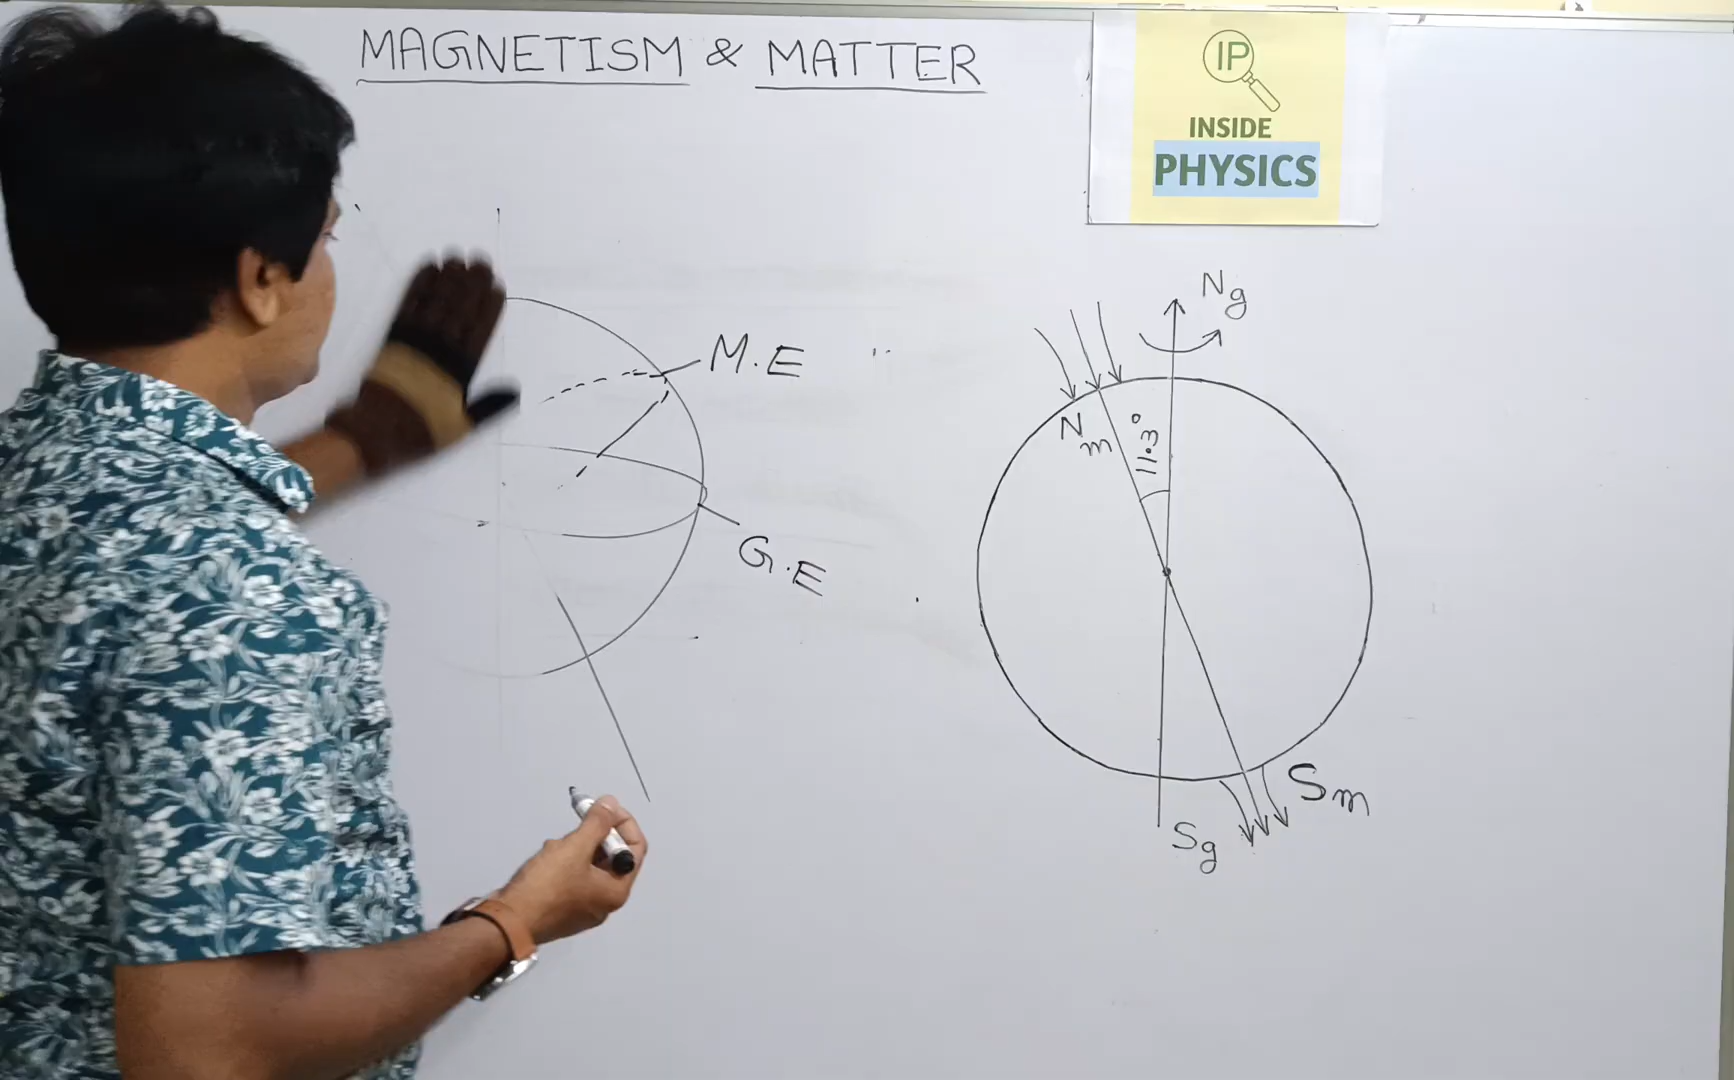 MAGNETISM & MATTER
IP
INSIDE
PHYSICS
M.E
G.E
Ng
Nm
11.3°
Sm
Sg